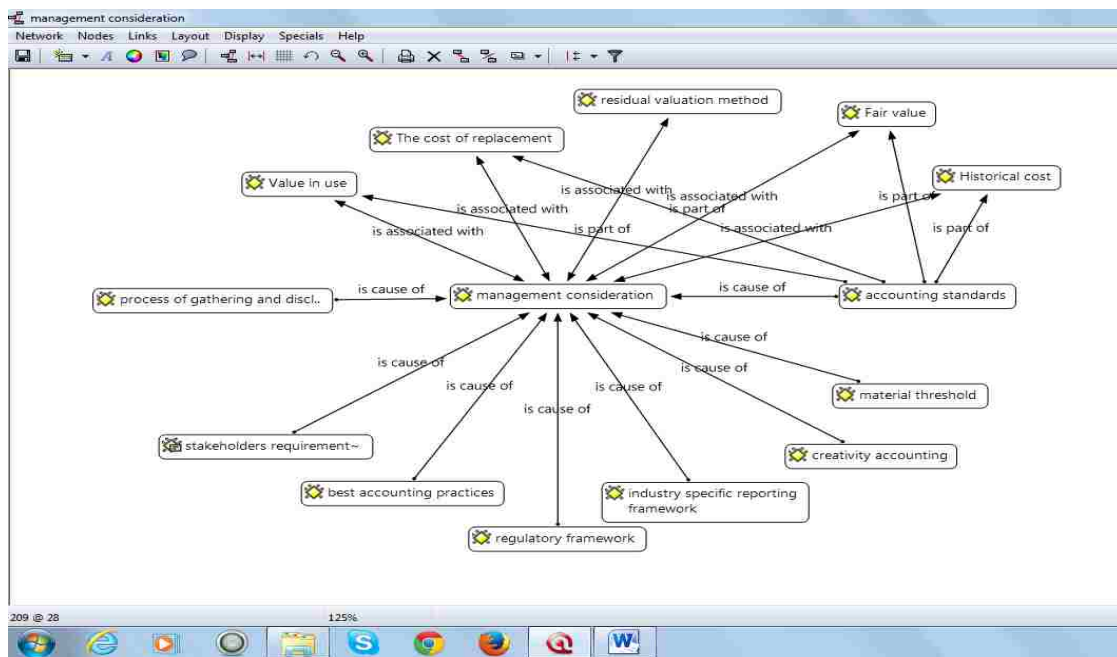 management consideration
Network Nodes Links Layout Display Specials Help
residual valuation method
Fair value
The cost of replacement
Historical cost
Value in use
is associated with
is associated with
is part of
is associated with
is part of
is associated with
is part of
is associated with
is part of
process of gathering and discl..
is cause of
management consideration
is cause of
accounting standards
is cause of
is cause of
is cause of
is cause of
is cause of
is cause of
material threshold
stakeholders requirement~
creativity accounting
best accounting practices
industry specific reporting
framework
regulatory framework
209 @ 28
125%